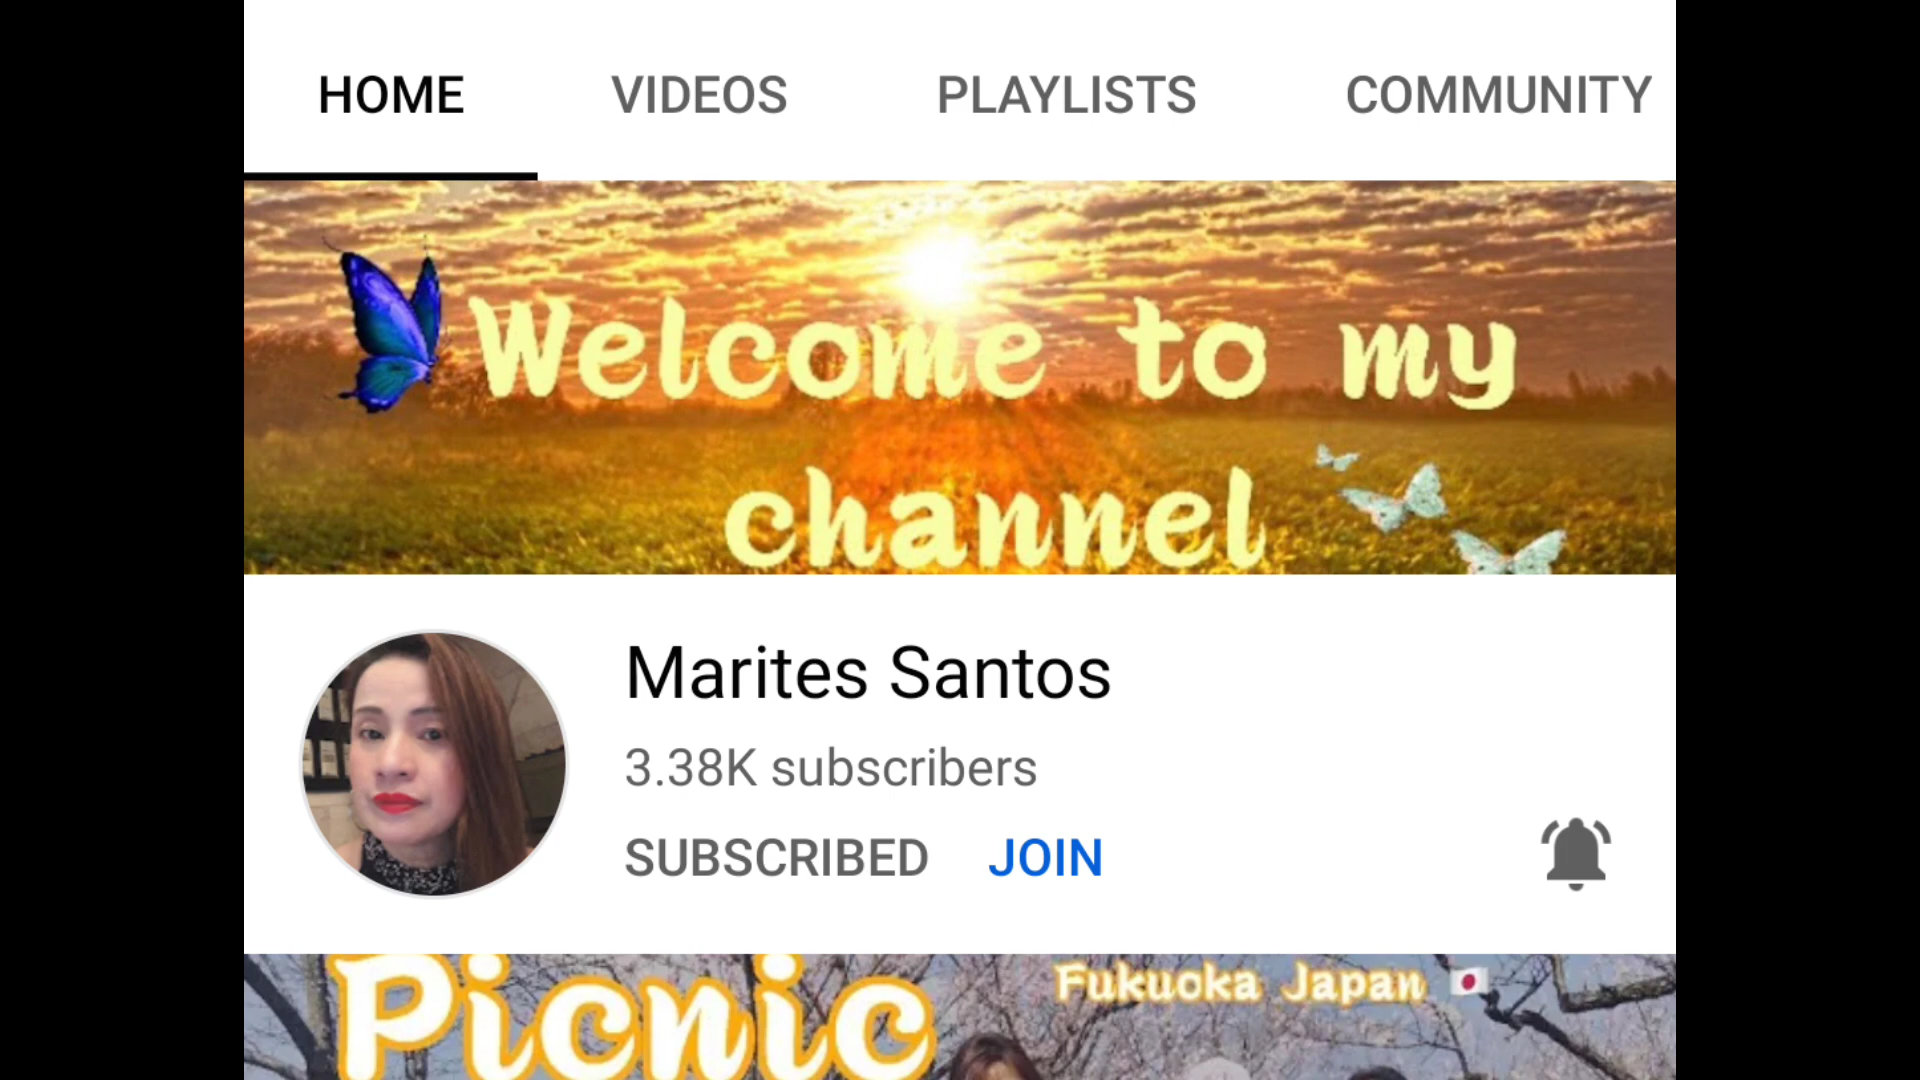 HOME VIDEOS PLAYLISTS COMMUNITY
Welcome to my
channel
Marites Santos
3.38K subscribers
SUBSCRIBED JOIN
Picnic Fukuoka Japan